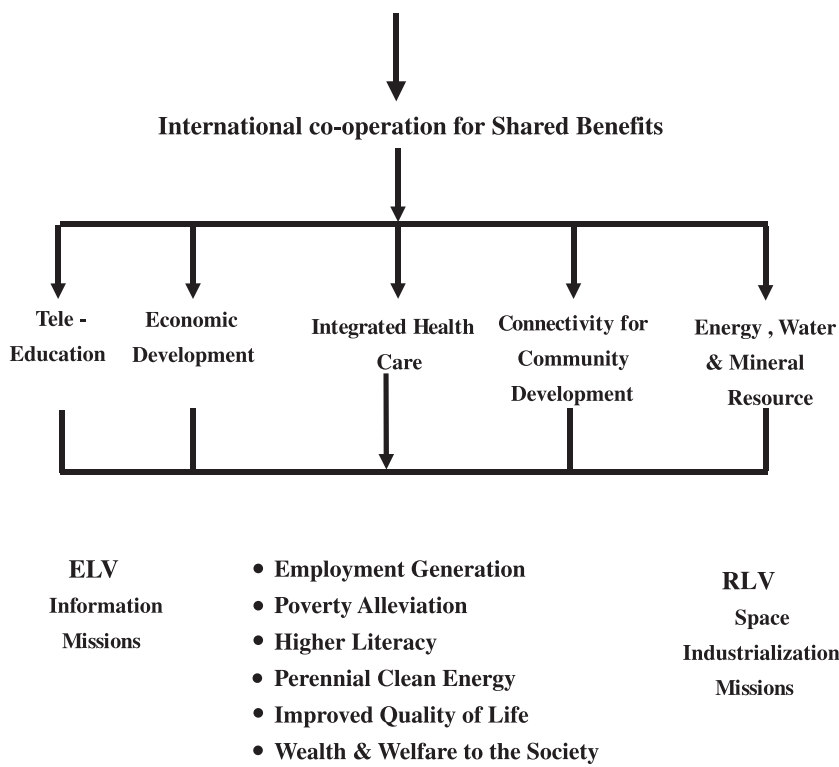 International co-operation for Shared Benefits
Tele -
Education
Economic
Development
Integrated Health
Care
Connectivity for
Community
Development
Energy , Water
& Mineral
Resource
ELV
Information
Missions
• Employment Generation
• Poverty Alleviation
• Higher Literacy
• Perennial Clean Energy
• Improved Quality of Life
• Wealth & Welfare to the Society
RLV
Space
Industrialization
Missions